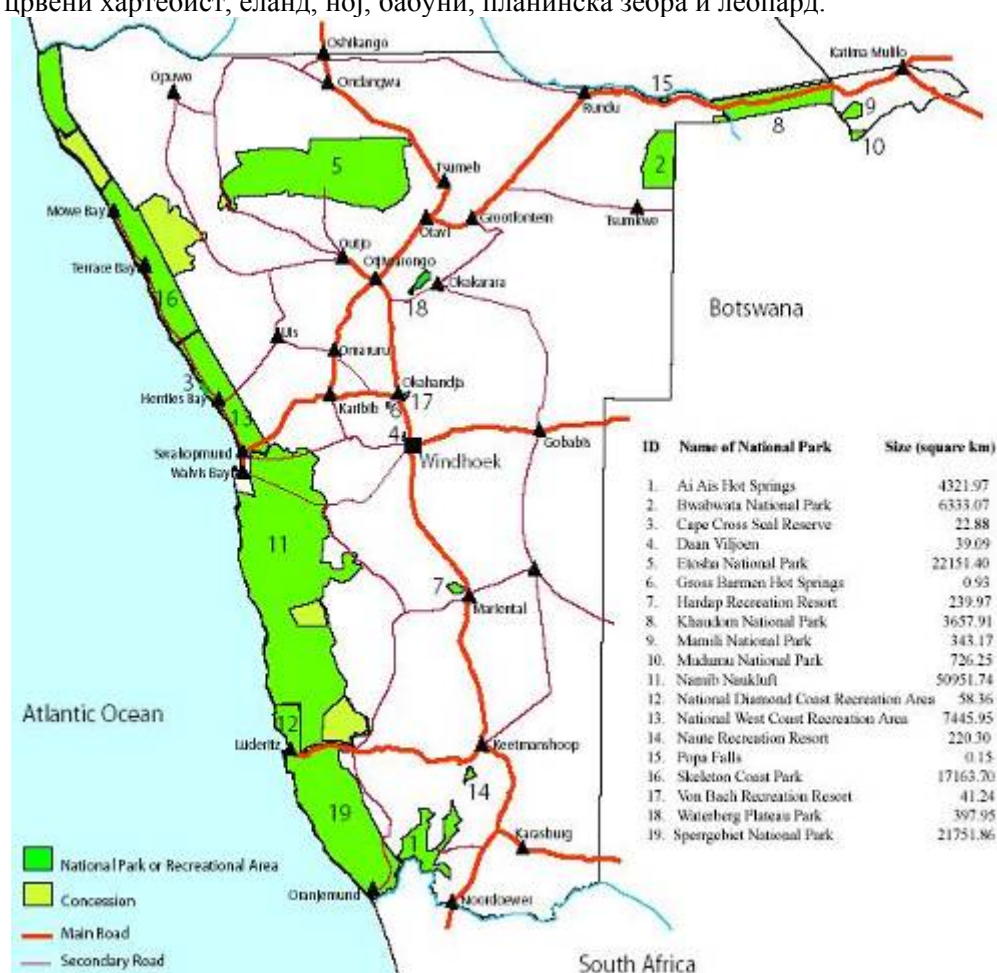 црвени хартебист, еланд, ној, бабуни, планинска зебра и леопард.
Oshikango
Katima Mulilo
Opuwo
Ondangwa
15
Rundu
9
8
10
5
2
Tsumeb
Mowe Bay
Grootfontein
Tsumkwe
Otavi
Outjo
Terrace Bay
Otjiwarongo
Okakarara
16
18
Botswana
Uis
Omaruru
3
Okahandja
Henties Bay
17
6
13
Karibib
4
Gobabis
Swakopmund
Windhoek
Walvis Bay
ID Name of National Park Size (square km)
1. Ai Ais Hot Springs 4321.97
2. Bwabwata National Park 6333.07
3. Cape Cross Seal Reserve 22.88
4. Daan Viljoen 39.09
5. Etosha National Park 22151.40
6. Gross Barmen Hot Springs 0.93
7. Hardap Recreation Resort 239.97
8. Khaudom National Park 3657.91
9. Mamili National Park 343.17
10. Mudumu National Park 726.25
11. Namib Naukluft 50951.74
12. National Diamond Coast Recreation Area 58.36
13. National West Coast Recreation Area 7445.95
14. Naute Recreation Resort 220.30
15. Popa Falls 0.15
16. Skeleton Coast Park 17163.70
17. Von Bach Recreation Resort 41.24
18. Waterberg Plateau Park 397.95
19. Sperrgebiet National Park 21751.86
11
7
Mariental
Atlantic Ocean
12
Luderitz
Keetmanshoop
14
19
1
Karasburg
Oranjemund
Noordoewer
National Park or Recreational Area
Concession
Main Road
Secondary Road
South Africa